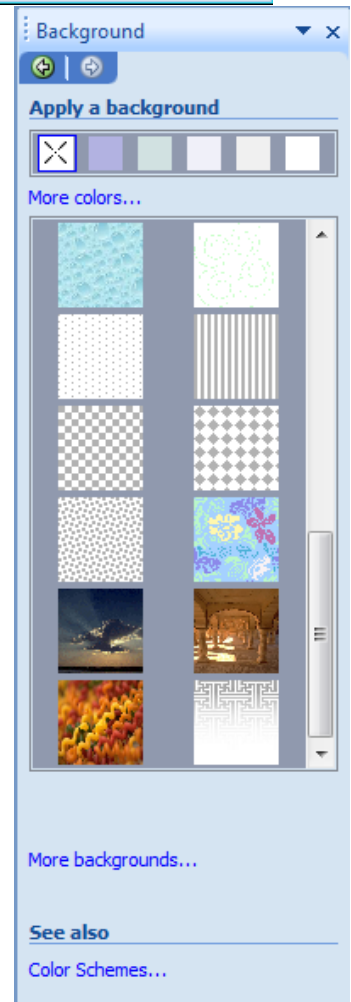 Background
Apply a background
More colors...
More backgrounds...
See also
Color Schemes...